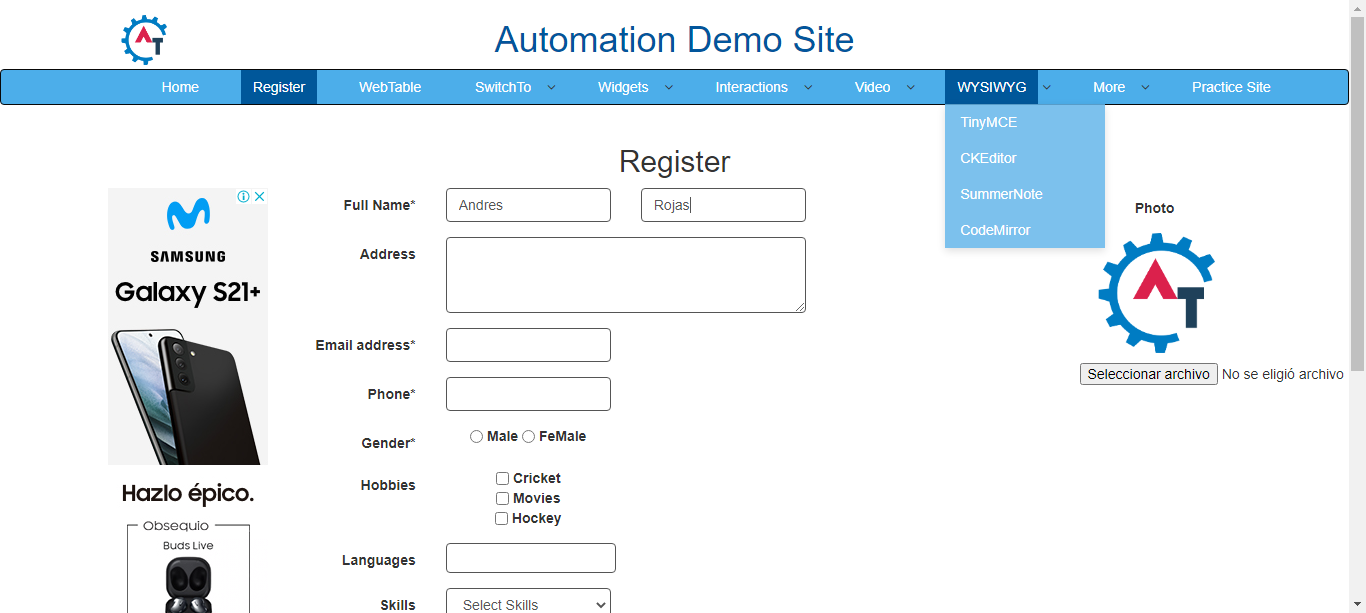 AT
Automation Demo Site
Home Register WebTable SwitchTo Widgets Interactions Video WYSIWYG More Practice Site
TinyMCE
CKEditor
SummerNote
CodeMirror
Register
SAMSUNG
Galaxy S21+
Hazlo épico.
Obsequio
Buds Live
Full Name* Andres Rojas
Address
Email address*
Phone*
Gender* Male FeMale
Hobbies Cricket
Movies
Hockey
Languages
Skills Select Skills
Photo
AT
Seleccionar archivo No se eligió archivo